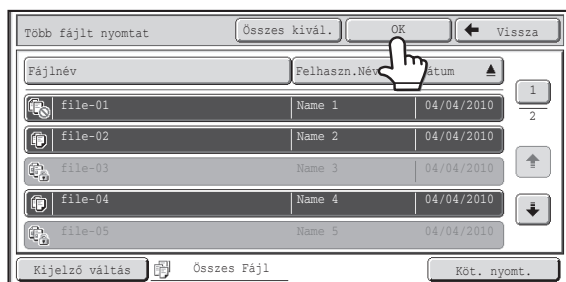 Több fájlt nyomtat Összes kivál. OK Vissza
Fájlnév Felhaszn.Név átum
file-01 Name 1 04/04/2010
file-02 Name 2 04/04/2010
file-03 Name 3 04/04/2010
file-04 Name 4 04/04/2010
file-05 Name 5 04/04/2010
1
2
Kijelző váltás Összes Fájl Köt. nyomt.